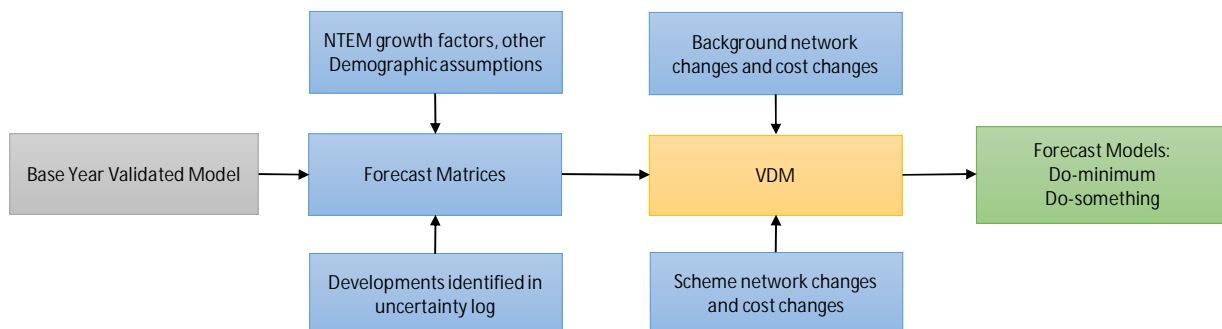 NTEM growth factors, other
Demographic assumptions
Background network
changes and cost changes
Base Year Validated Model
Forecast Matrices
VDM
Forecast Models:
Do-minimum
Do-something
Developments identified in
uncertainty log
Scheme network changes
and cost changes